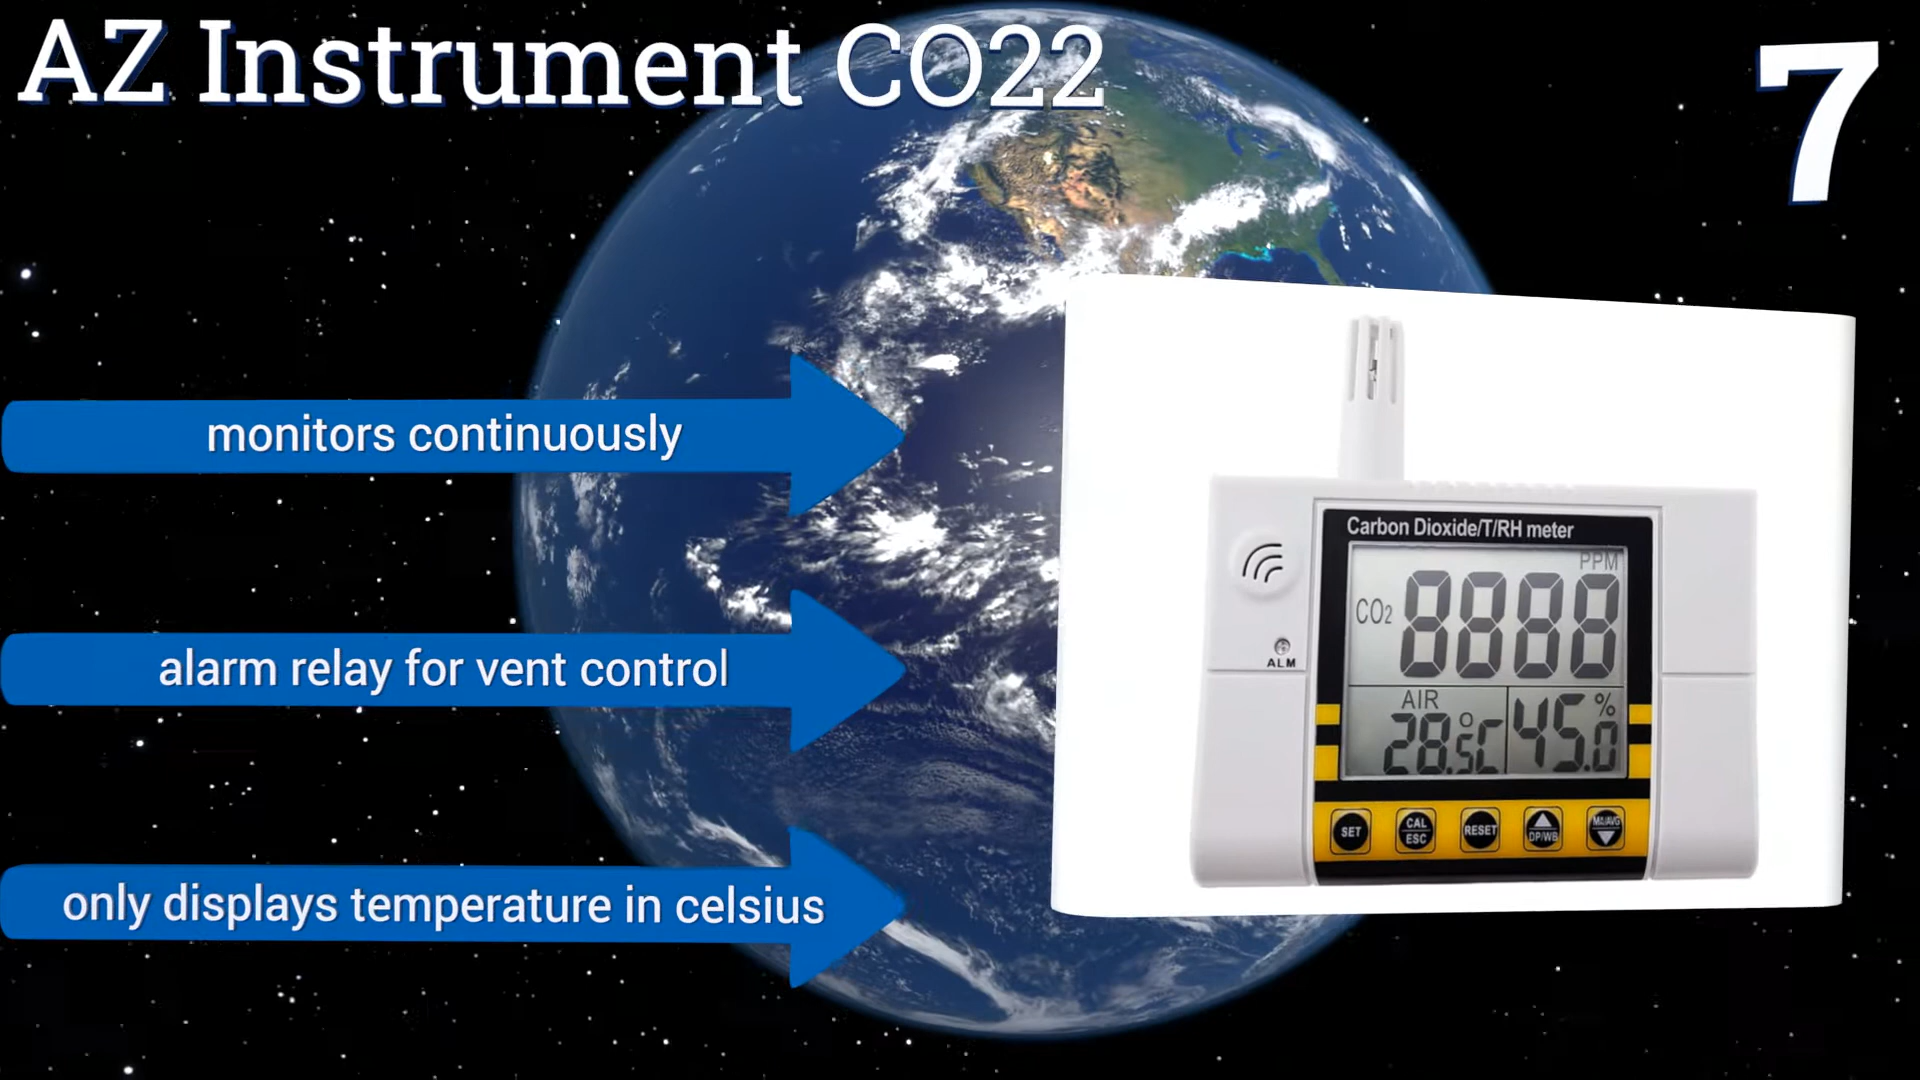 AZ Instrument CO22
7
monitors continuously
alarm relay for vent control
only displays temperature in celsius
Carbon Dioxide/T/RH meter
PPM
CO2 8888
AIR
28.5°C 45.0 %
ALM
SET
CAL
ESC
RESET
DP/WB
MA/AVG